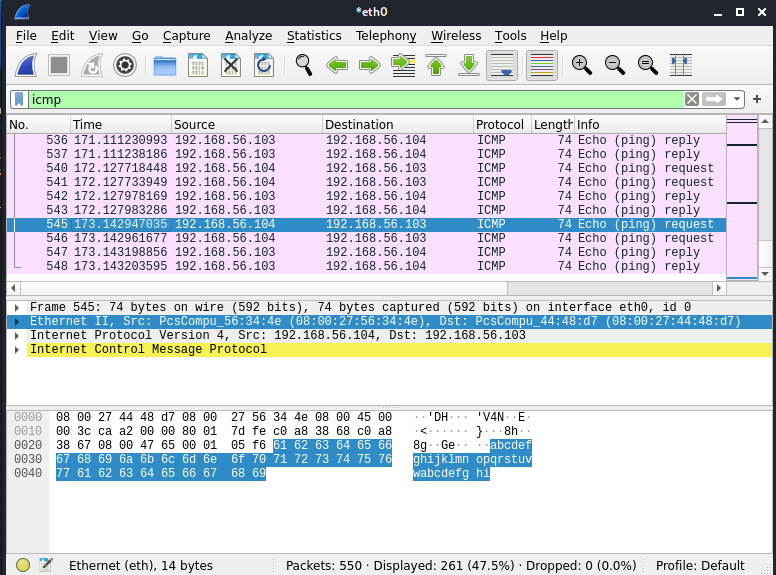 *eth0
File Edit View Go Capture Analyze Statistics Telephony Wireless Tools Help
icmp
No. Time Source Destination Protocol Length Info
536 171.111230993 192.168.56.103 192.168.56.104 ICMP 74 Echo (ping) reply
537 171.111238186 192.168.56.103 192.168.56.104 ICMP 74 Echo (ping) reply
540 172.127718448 192.168.56.104 192.168.56.103 ICMP 74 Echo (ping) request
541 172.127733949 192.168.56.104 192.168.56.103 ICMP 74 Echo (ping) request
542 172.127978169 192.168.56.103 192.168.56.104 ICMP 74 Echo (ping) reply
543 172.127983286 192.168.56.103 192.168.56.104 ICMP 74 Echo (ping) reply
545 173.142947035 192.168.56.104 192.168.56.103 ICMP 74 Echo (ping) request
546 173.142961677 192.168.56.104 192.168.56.103 ICMP 74 Echo (ping) request
547 173.143198856 192.168.56.103 192.168.56.104 ICMP 74 Echo (ping) reply
548 173.143203595 192.168.56.103 192.168.56.104 ICMP 74 Echo (ping) reply
Frame 545: 74 bytes on wire (592 bits), 74 bytes captured (592 bits) on interface eth0, id 0
Ethernet II, Src: PcsCompu_56:34:4e (08:00:27:56:34:4e), Dst: PcsCompu_44:48:d7 (08:00:27:44:48:d7)
Internet Protocol Version 4, Src: 192.168.56.104, Dst: 192.168.56.103
Internet Control Message Protocol
0000 08 00 27 44 48 d7 08 00 27 56 34 4e 08 00 45 00 ··'DH··· 'V4N··E·
0010 00 3c ca a2 00 00 80 01 7d fe c0 a8 38 68 c0 a8 ·<······ }···8h··
0020 38 67 08 00 47 65 00 01 05 f6 61 62 63 64 65 66 8g··Ge·· ··abcdef
0030 67 68 69 6a 6b 6c 6d 6e 6f 70 71 72 73 74 75 76 ghijklmn opqrstuv
0040 77 61 62 63 64 65 66 67 68 69 wabcdefg hi
Ethernet (eth), 14 bytes Packets: 550 · Displayed: 261 (47.5%) · Dropped: 0 (0.0%) Profile: Default